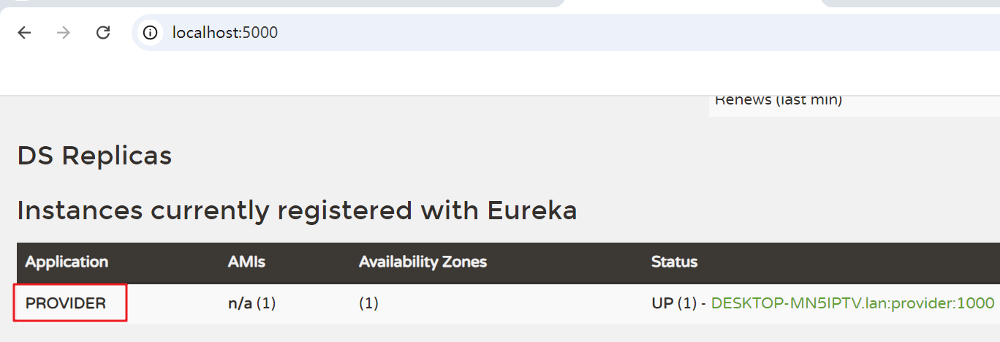 localhost:5000
Renews (last min)
DS Replicas
Instances currently registered with Eureka
Application AMIs Availability Zones Status
PROVIDER n/a (1) (1) UP (1) - DESKTOP-MN5IPTV.lan:provider:1000